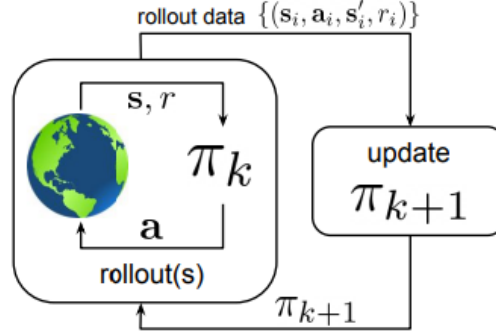 rollout data {(s_i, a_i, s'_i, r_i)}
s, r
π_k
a
rollout(s)
update
π_{k+1}
π_{k+1}